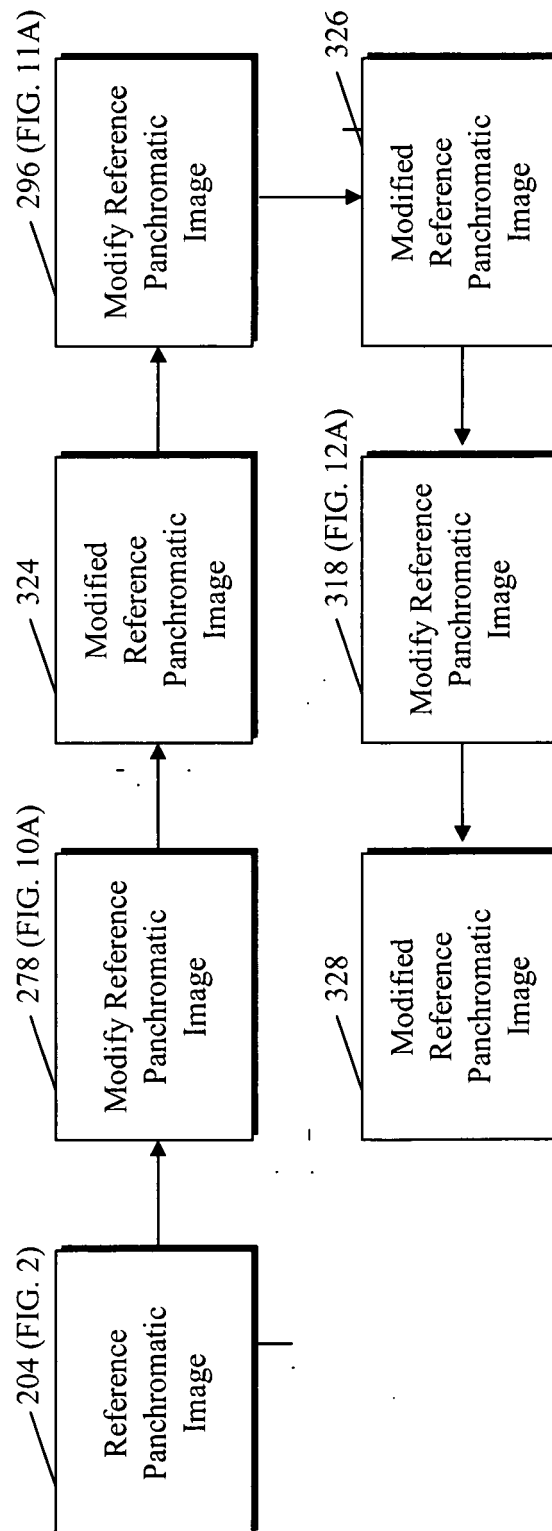 204 (FIG. 2)
Reference
Panchromatic
Image
278 (FIG. 10A)
Modify Reference
Panchromatic
Image
324
Modified
Reference
Panchromatic
Image
296 (FIG. 11A)
Modify Reference
Panchromatic
Image
326
Modified
Reference
Panchromatic
Image
318 (FIG. 12A)
Modify Reference
Panchromatic
Image
328
Modified
Reference
Panchromatic
Image